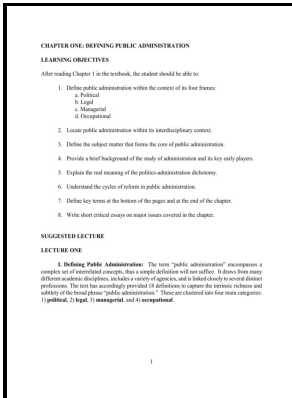 CHAPTER ONE: DEFINING PUBLIC ADMINISTRATION
LEARNING OBJECTIVES
After reading Chapter 1 in the textbook, the student should be able to:
1. Define public administration within the context of its four frames:
a. Political
b. Legal
c. Managerial
d. Occupational
2. Locate public administration within its interdisciplinary context.
3. Define the subject matter that forms the core of public administration.
4. Provide a brief background of the study of administration and its key early players.
5. Explain the real meaning of the politics-administration dichotomy.
6. Understand the cycles of reform in public administration.
7. Define key terms at the bottom of the pages and at the end of the chapter.
8. Write short critical essays on major issues covered in the chapter.
SUGGESTED LECTURE
LECTURE ONE
I. Defining Public Administration: The term “public administration” encompasses a
complex set of interrelated concepts, thus a simple definition will not suffice. It draws from many
different academic disciplines, includes a variety of agencies, and is linked closely to several distinct
professions. The text has accordingly provided 18 definitions to capture the intrinsic richness and
subtlety of the broad phrase “public administration.” These are clustered into four main categories:
1) political, 2) legal, 3) managerial, and 4) occupational.
1